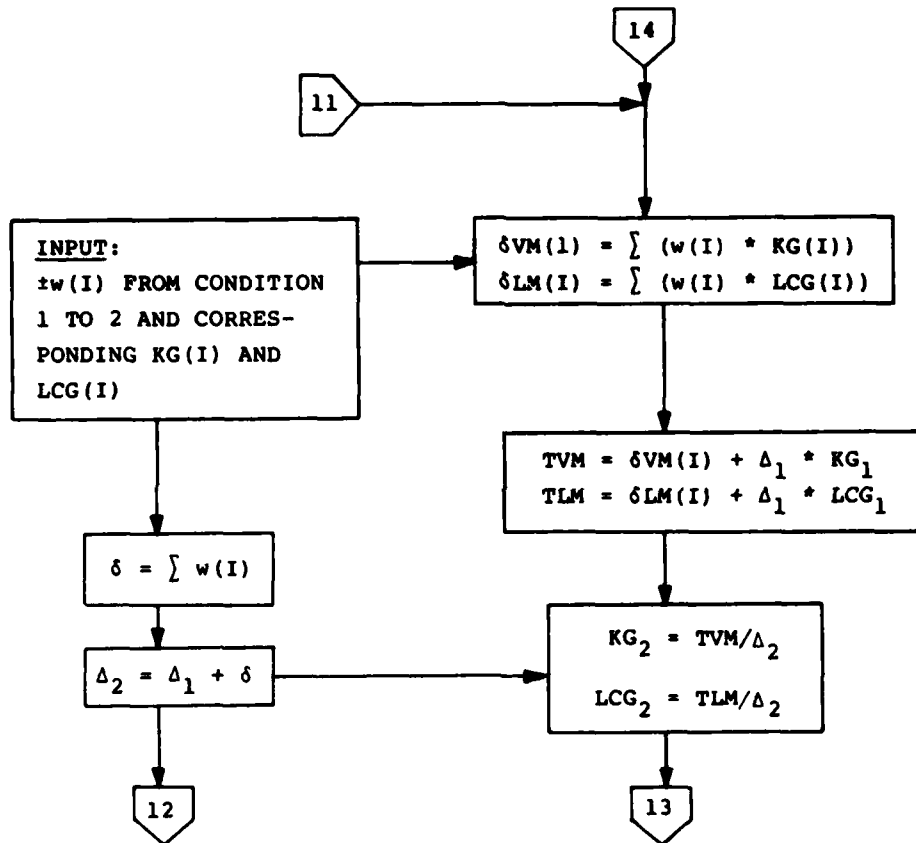 14
11
INPUT:
±w(I) FROM CONDITION
1 TO 2 AND CORRES-
PONDING KG(I) AND
LCG(I)
δVM(1) = ∑ (w(I) * KG(I))
δLM(I) = ∑ (w(I) * LCG(I))
TVM = δVM(I) + Δ₁ * KG₁
TLM = δLM(I) + Δ₁ * LCG₁
δ = ∑ w(I)
Δ₂ = Δ₁ + δ
KG₂ = TVM/Δ₂
LCG₂ = TLM/Δ₂
12
13